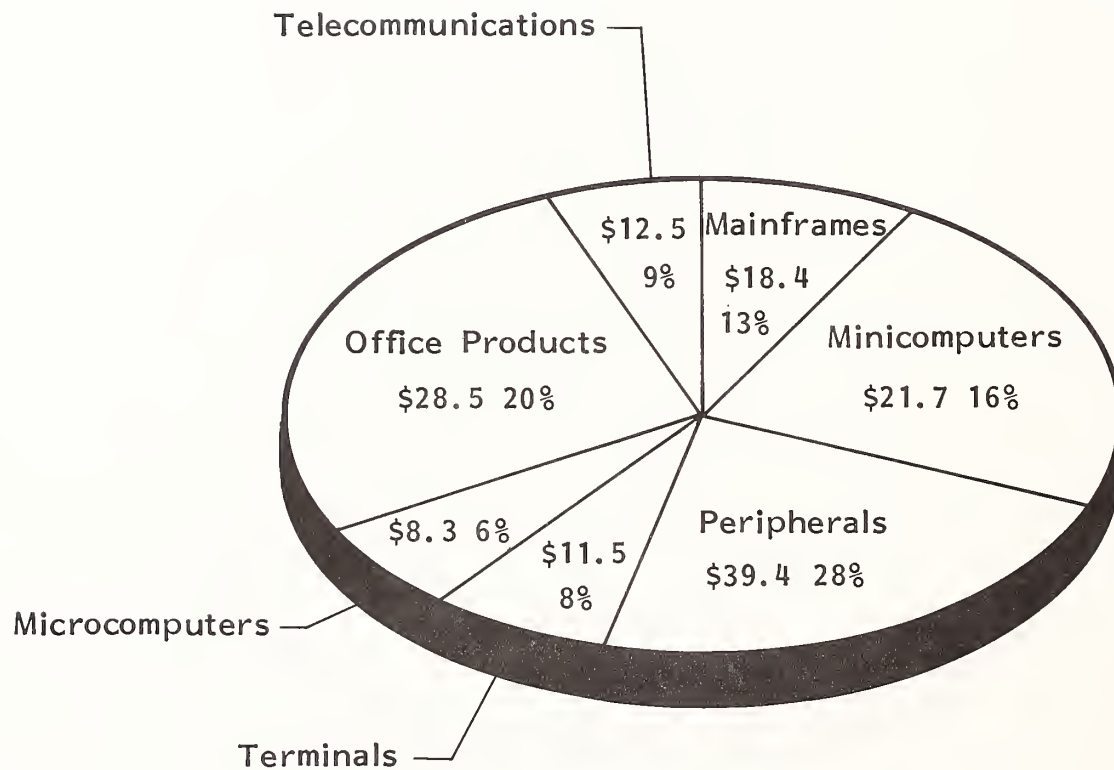 Telecommunications
$12.5
9%
Mainframes
$18.4
13%
Minicomputers
$21.7 16%
Office Products
$28.5 20%
Peripherals
$39.4 28%
$8.3 6%
$11.5
8%
Microcomputers
Terminals